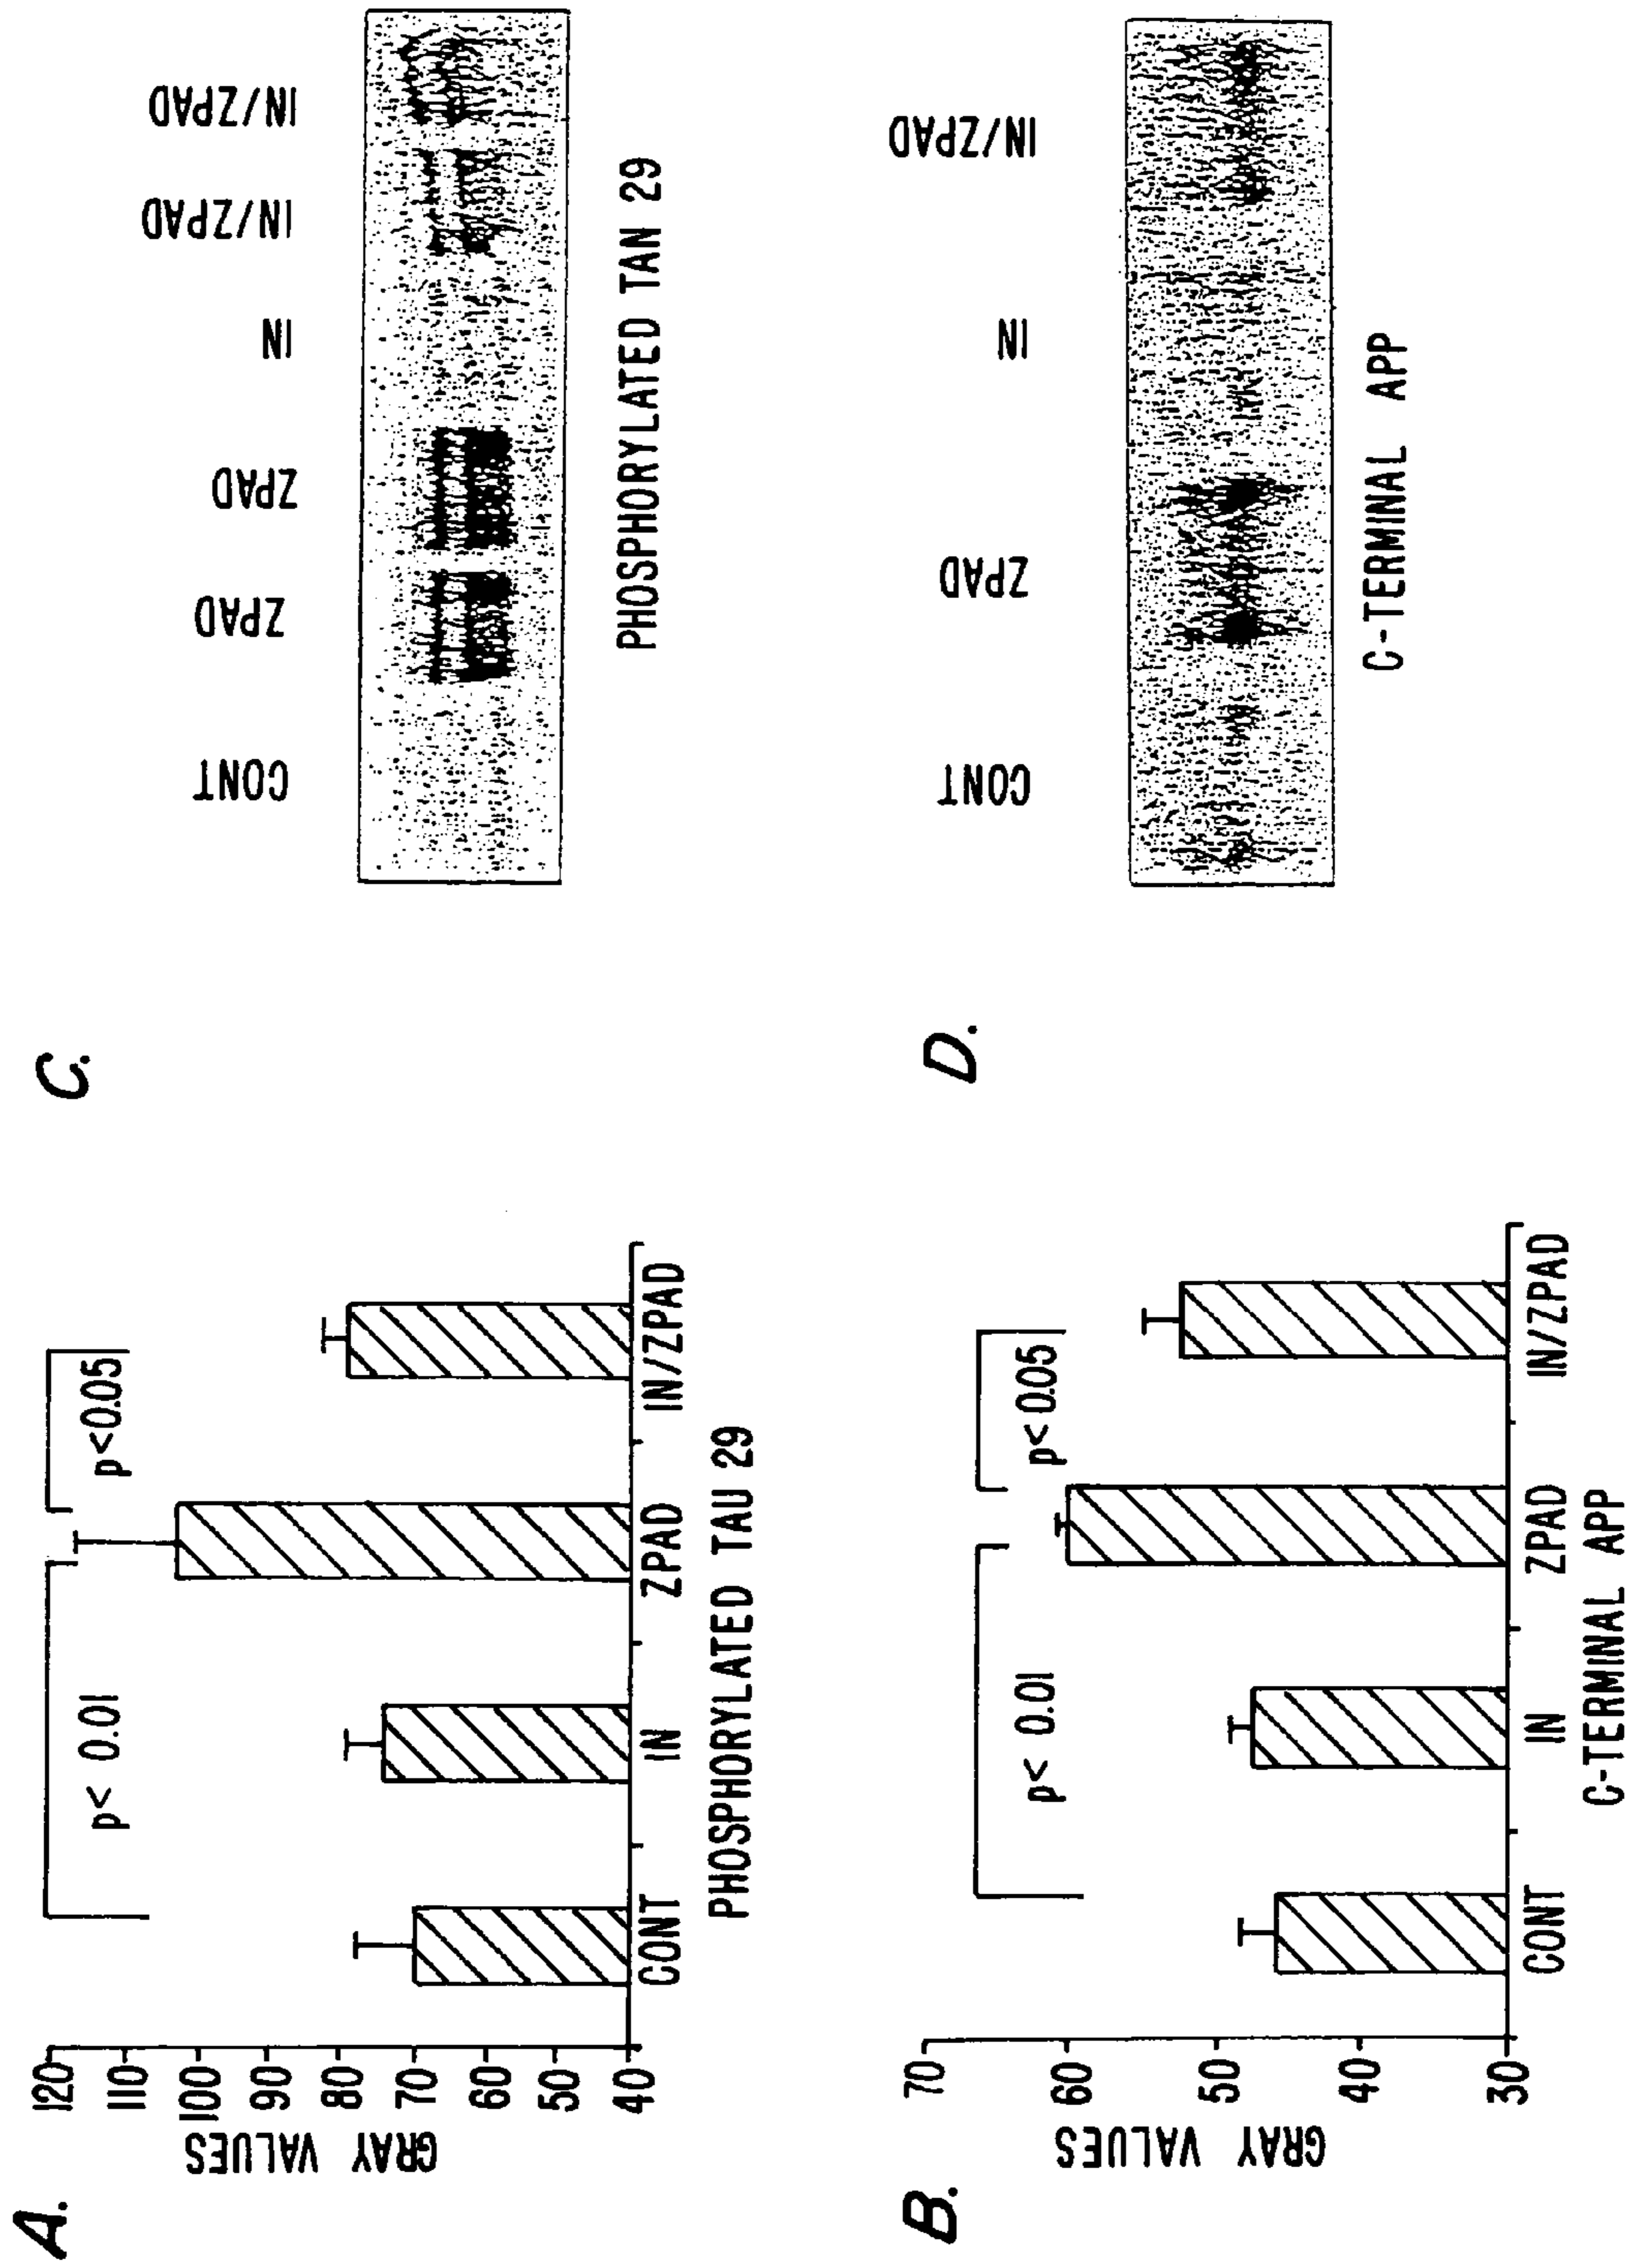 A.
GRAY VALUES
120
110
100
90
80
70
60
50
40
p< 0.01
p<0.05
CONT
IN
ZPAD
IN/ZPAD
PHOSPHORYLATED TAU 29
B.
GRAY VALUES
70
60
50
40
30
p< 0.01
p<0.05
CONT
IN
ZPAD
IN/ZPAD
C-TERMINAL APP
C.
CONT
ZPAD
ZPAD
IN
IN/ZPAD
IN/ZPAD
PHOSPHORYLATED TAN 29
D.
CONT
ZPAD
IN
IN/ZPAD
C-TERMINAL APP